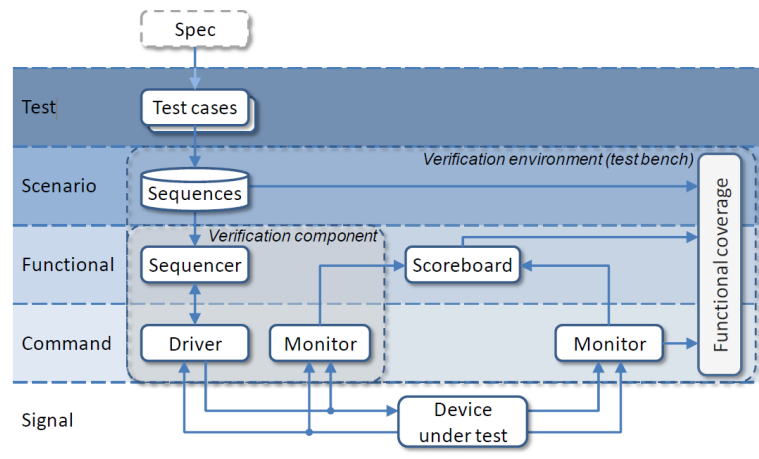 Spec
Test
Test cases
Verification environment (test bench)
Scenario
Sequences
Functional coverage
Verification component
Functional
Sequencer
Scoreboard
Command
Driver
Monitor
Monitor
Signal
Device
under test